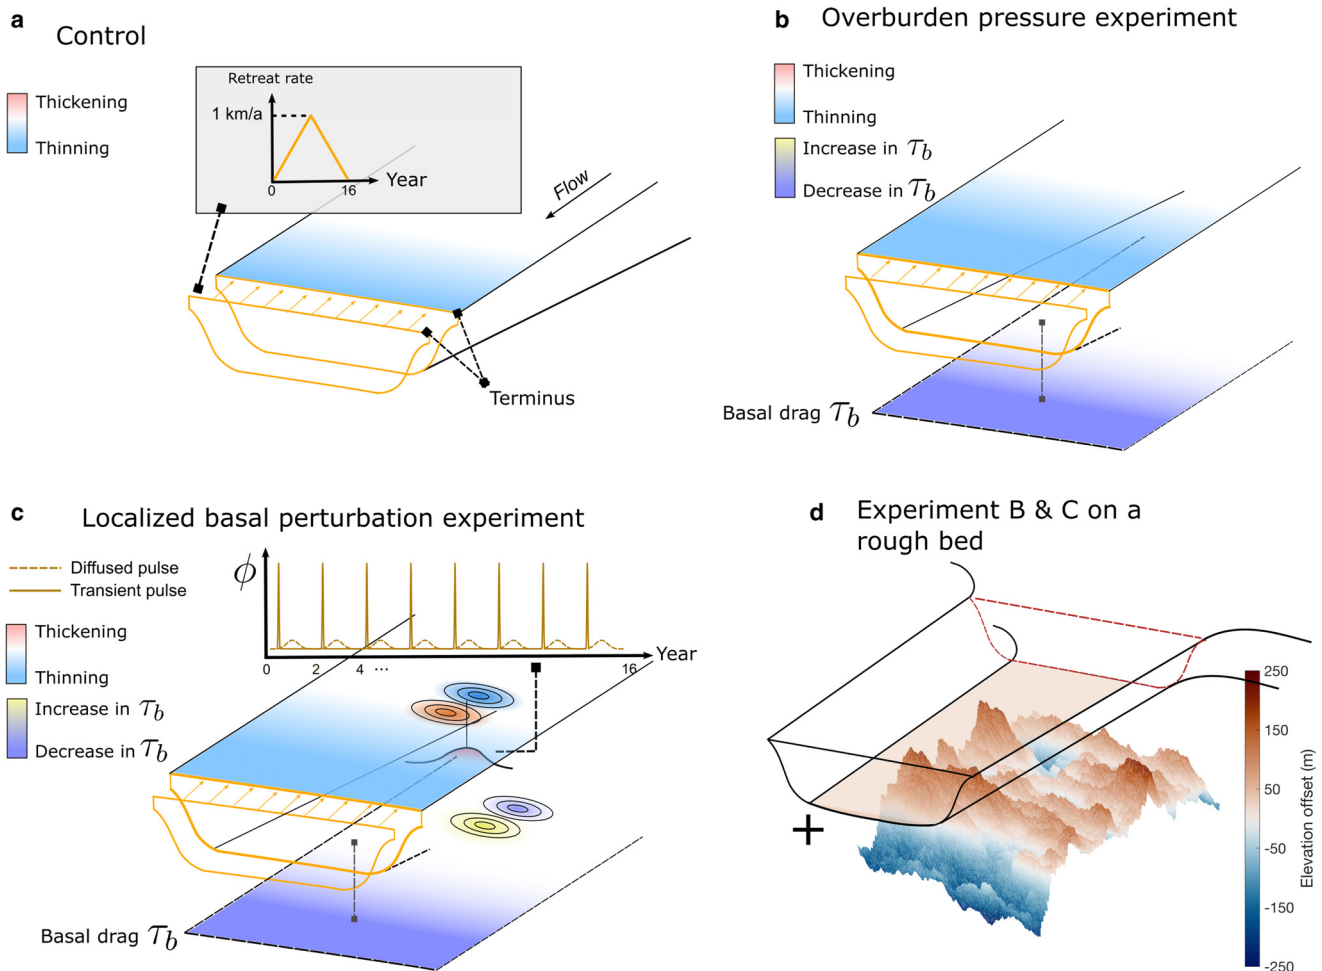 a
Control
Thickening
Thinning
Retreat rate
1 km/a
0
16
Year
Flow
Terminus
b
Overburden pressure experiment
Thickening
Thinning
Increase in τb
Decrease in τb
Basal drag τb
c
Localized basal perturbation experiment
Diffused pulse
Transient pulse
ϕ
0
2
4
...
16
Year
Thickening
Thinning
Increase in τb
Decrease in τb
Basal drag τb
d
Experiment B & C on a
rough bed
+
250
150
50
-50
-150
-250
Elevation offset (m)